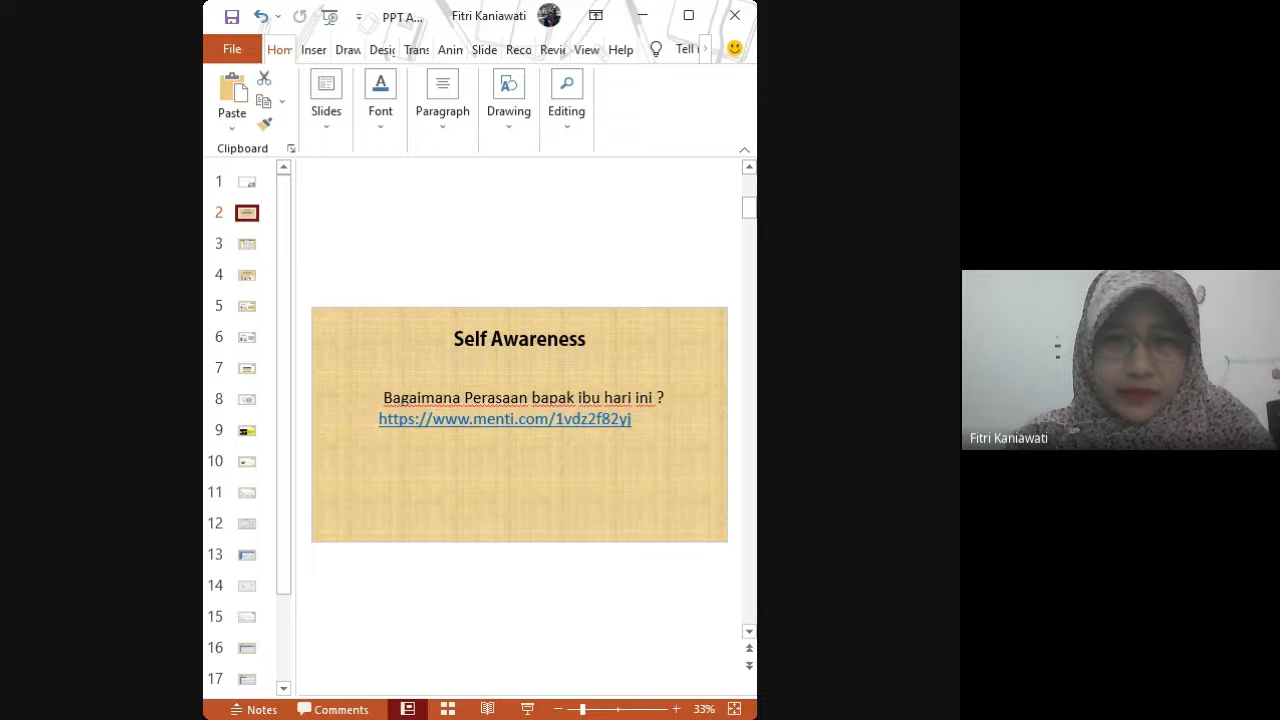 PPT A...
Fitri Kaniawati
File
Hom
Inser
Draw
Desig
Trans
Anim
Slide
Reco
Revie
View
Help
Tell
Paste
Slides
Font
Paragraph
Drawing
Editing
Clipboard
1
2
3
4
5
6
7
8
9
10
11
12
13
14
15
16
17
Self Awareness
Bagaimana Perasaan bapak ibu hari ini ?
https://www.menti.com/1vdz2f82yj
Fitri Kaniawati
Notes
Comments
33%